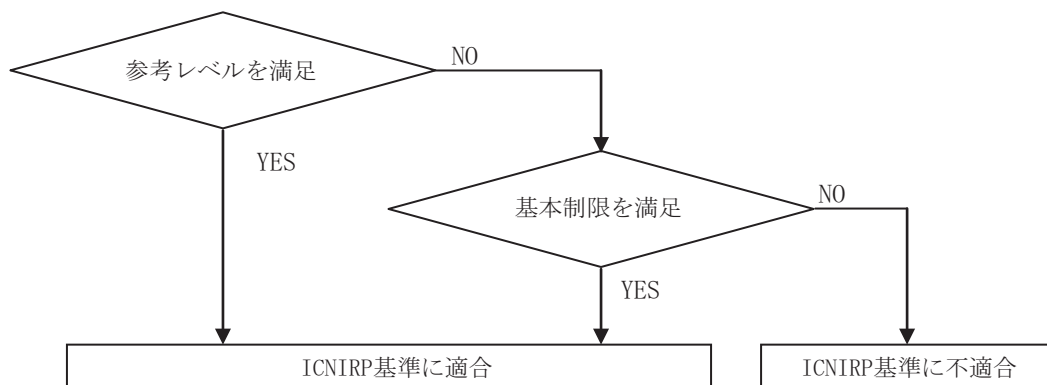 参考レベルを満足
NO
YES
基本制限を満足
NO
YES
ICNIRP基準に適合
ICNIRP基準に不適合